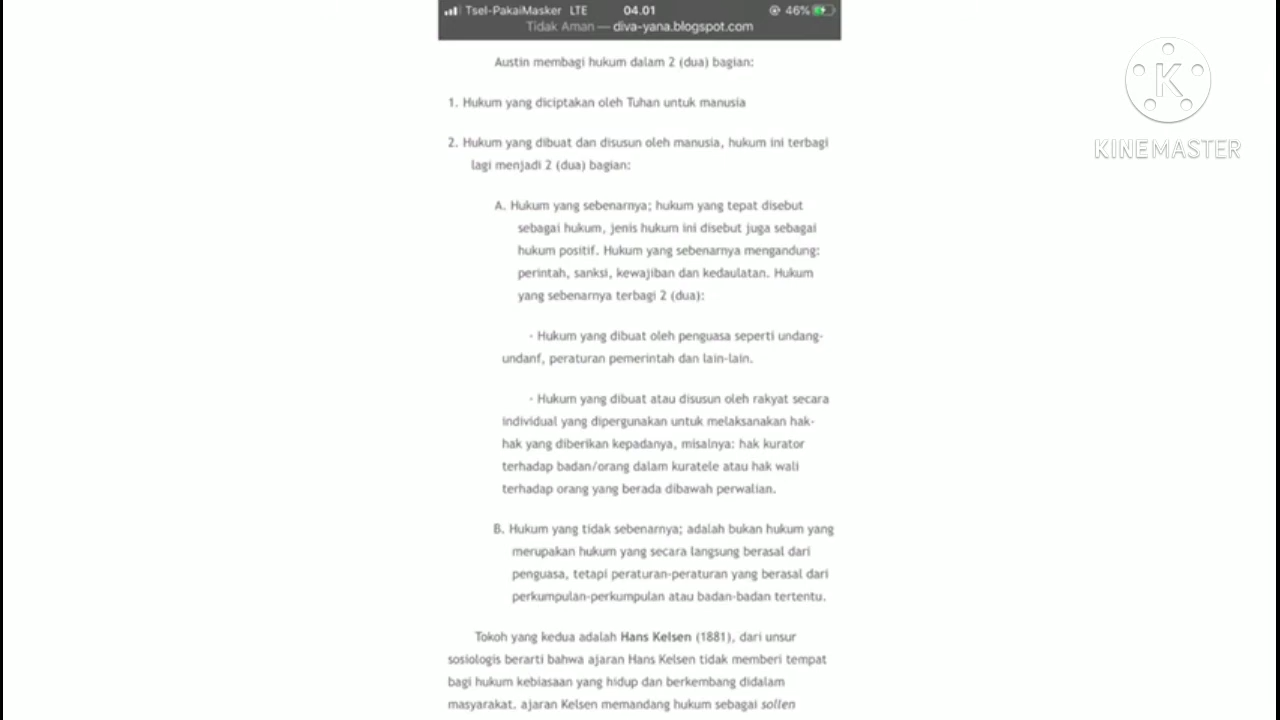 Tsel-PakaiMasker LTE 04.01 46%
Tidak Aman — diva-yana.blogspot.com
K
KINEMASTER
Austin membagi hukum dalam 2 (dua) bagian:
1. Hukum yang diciptakan oleh Tuhan untuk manusia
2. Hukum yang dibuat dan disusun oleh manusia, hukum ini terbagi
lagi menjadi 2 (dua) bagian:
A. Hukum yang sebenarnya; hukum yang tepat disebut
sebagai hukum, jenis hukum ini disebut juga sebagai
hukum positif. Hukum yang sebenarnya mengandung:
perintah, sanksi, kewajiban dan kedaulatan. Hukum
yang sebenarnya terbagi 2 (dua):
· Hukum yang dibuat oleh penguasa seperti undang-
undanf, peraturan pemerintah dan lain-lain.
· Hukum yang dibuat atau disusun oleh rakyat secara
individual yang dipergunakan untuk melaksanakan hak-
hak yang diberikan kepadanya, misalnya: hak kurator
terhadap badan/orang dalam kuratele atau hak wali
terhadap orang yang berada dibawah perwalian.
B. Hukum yang tidak sebenarnya; adalah bukan hukum yang
merupakan hukum yang secara langsung berasal dari
penguasa, tetapi peraturan-peraturan yang berasal dari
perkumpulan-perkumpulan atau badan-badan tertentu.
Tokoh yang kedua adalah Hans Kelsen (1881), dari unsur
sosiologis berarti bahwa ajaran Hans Kelsen tidak memberi tempat
bagi hukum kebiasaan yang hidup dan berkembang didalam
masyarakat. ajaran Kelsen memandang hukum sebagai sollen